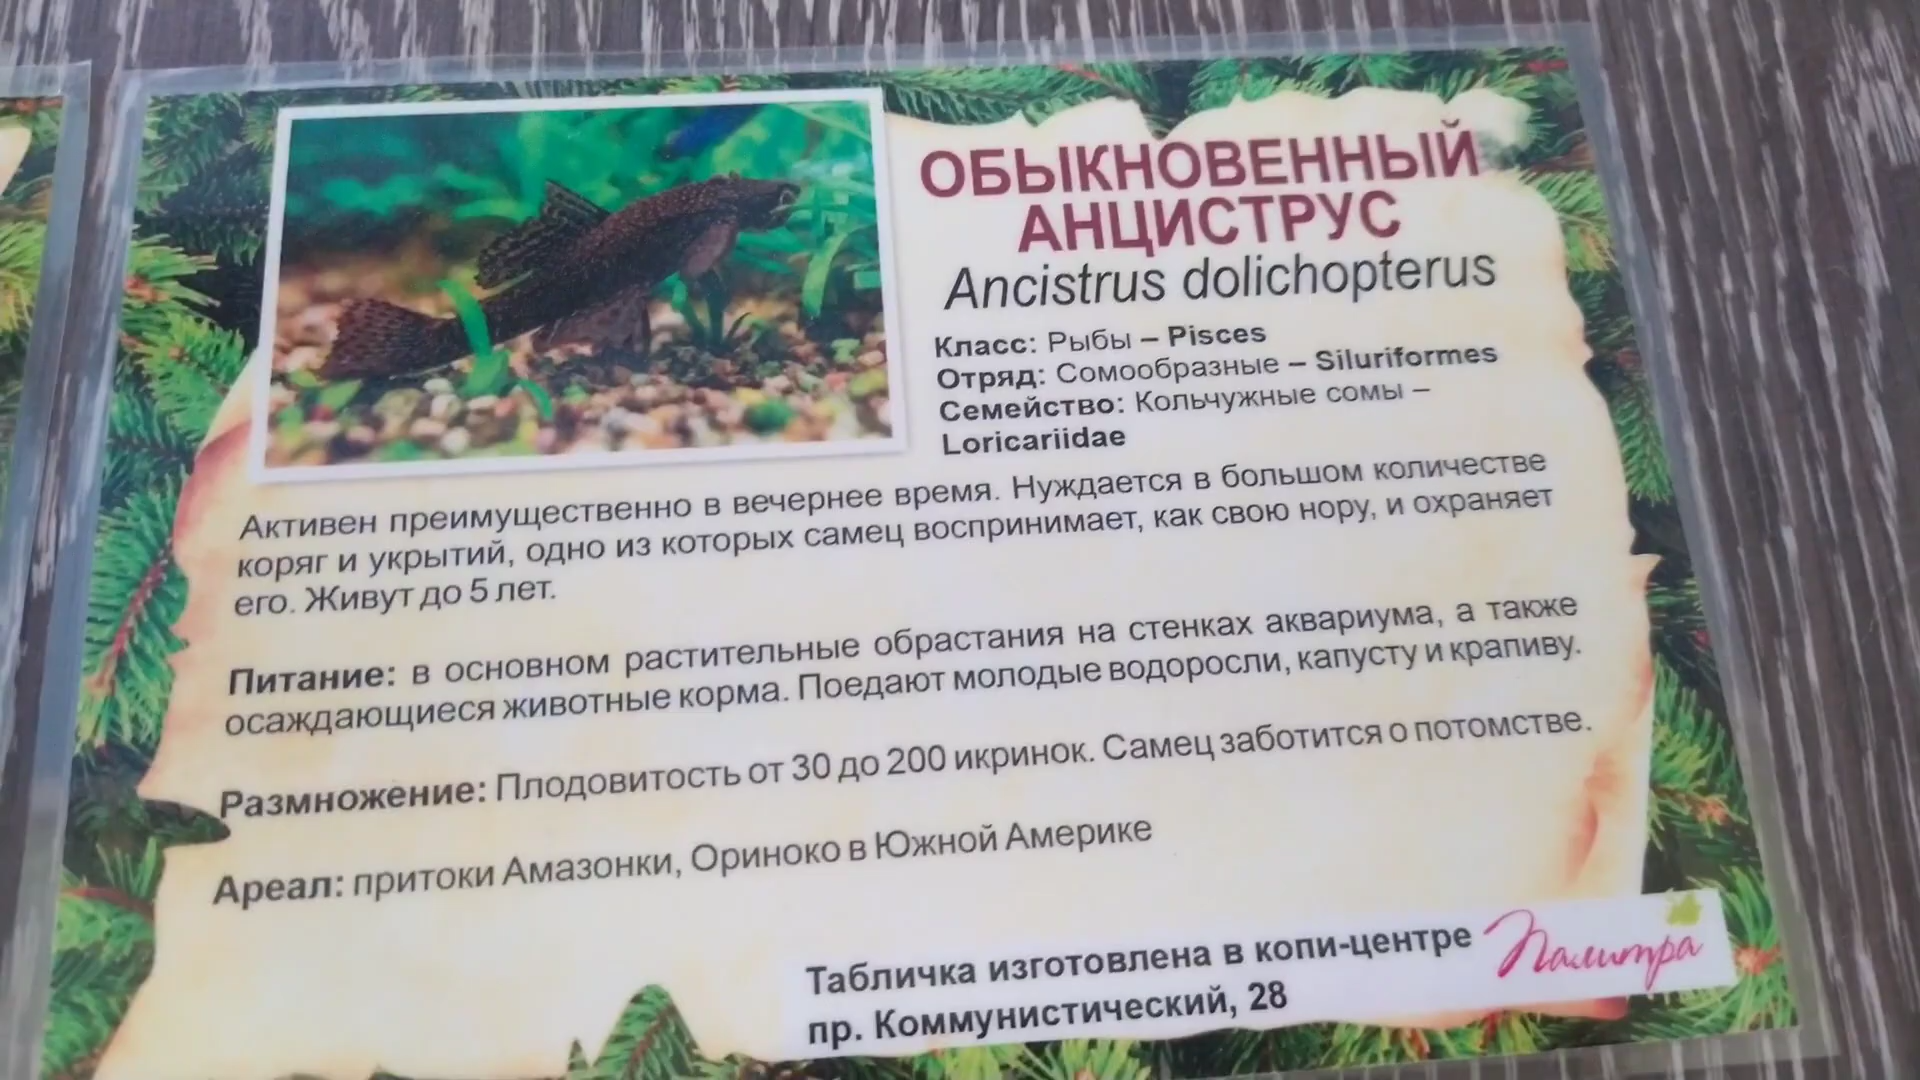 ОБЫКНОВЕННЫЙ
АНЦИСТРУС
Ancistrus dolichopterus
Класс: Рыбы – Pisces
Отряд: Сомообразные – Siluriformes
Семейство: Кольчужные сомы –
Loricariidae
Активен преимущественно в вечернее время. Нуждается в большом количестве
коряг и укрытий, одно из которых самец воспринимает, как свою нору, и охраняет
его. Живут до 5 лет.
Питание: в основном растительные обрастания на стенках аквариума, а также
осаждающиеся животные корма. Поедают молодые водоросли, капусту и крапиву.
Размножение: Плодовитость от 30 до 200 икринок. Самец заботится о потомстве.
Ареал: притоки Амазонки, Ориноко в Южной Америке
Табличка изготовлена в копи-центре
Палитра
пр. Коммунистический, 28